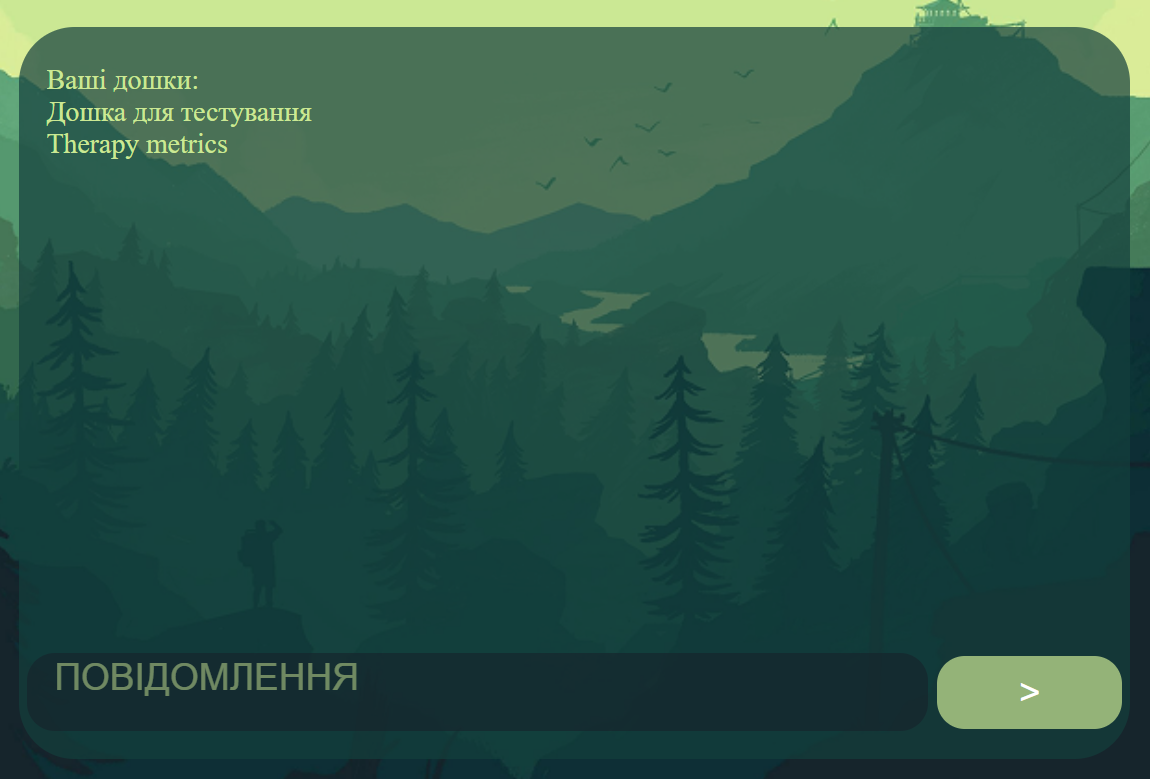 Ваші дошки:
Дошка для тестування
Therapy metrics
ПОВІДОМЛЕННЯ
>